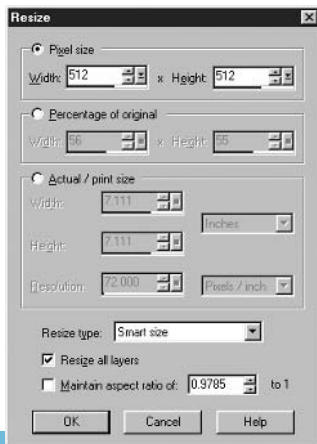 Resize
Pixel size
Width: 512 x Height: 512
Percentage of original
Width: 56 x Height: 55
Actual / print size
Width: 7.111
Inches
Height: 7.111
Resolution: 72.000 Pixels / inch
Resize type: Smart size
Resize all layers
Maintain aspect ratio of: 0.9785 to 1
OK Cancel Help